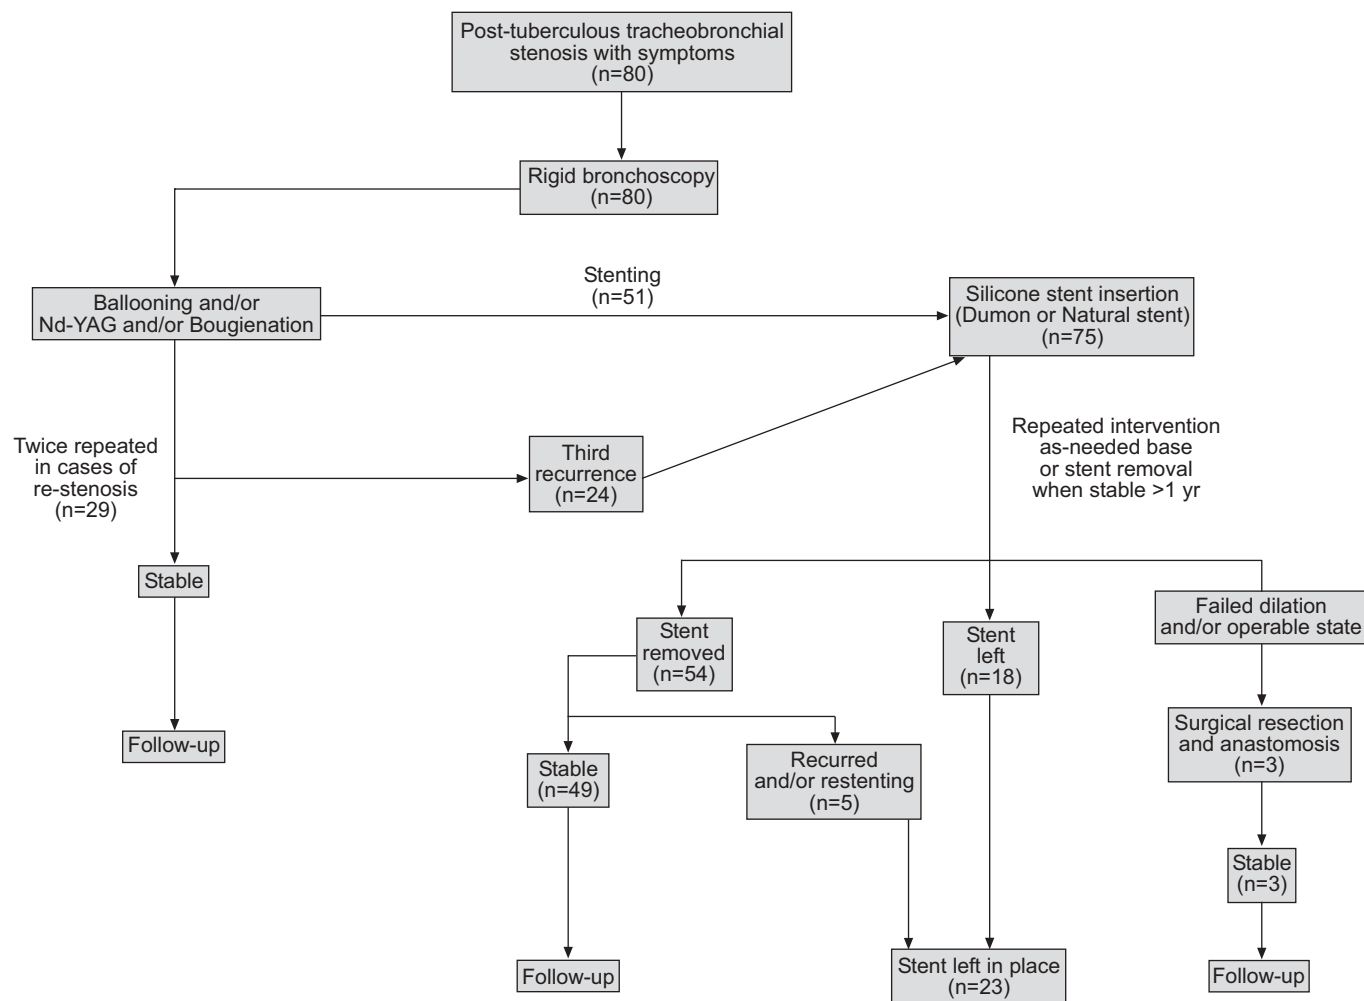 Post-tuberculous tracheobronchial
stenosis with symptoms
(n=80)
Rigid bronchoscopy
(n=80)
Ballooning and/or
Nd-YAG and/or Bougienation
Stenting
(n=51)
Silicone stent insertion
(Dumon or Natural stent)
(n=75)
Twice repeated
in cases of
re-stenosis
(n=29)
Third
recurrence
(n=24)
Repeated intervention
as-needed base
or stent removal
when stable >1 yr
Stable
Follow-up
Stent
removed
(n=54)
Stent
left
(n=18)
Failed dilation
and/or operable state
Stable
(n=49)
Recurred
and/or restenting
(n=5)
Surgical resection
and anastomosis
(n=3)
Stable
(n=3)
Follow-up
Stent left in place
(n=23)
Follow-up